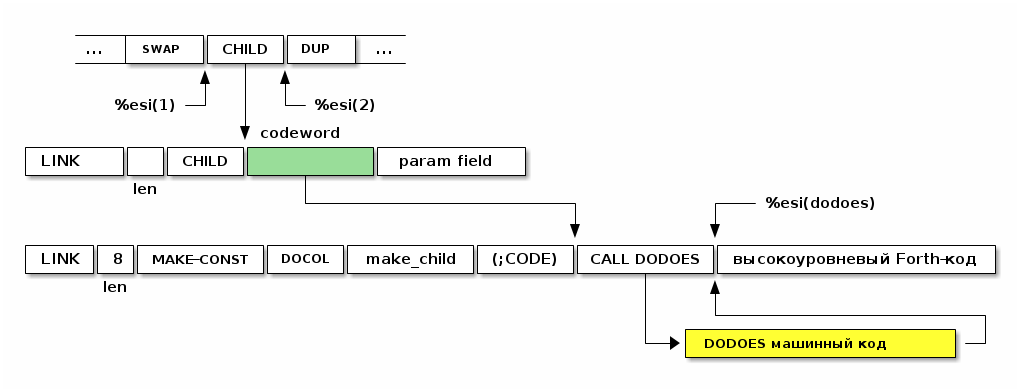 ... SWAP CHILD DUP ...
%esi(1) %esi(2)
codeword
LINK CHILD param field
len
%esi(dodoes)
LINK 8 MAKE-CONST DOCOL make_child (;CODE) CALL DODOES высокоуровневый Forth-код
len
DODOES машинный код